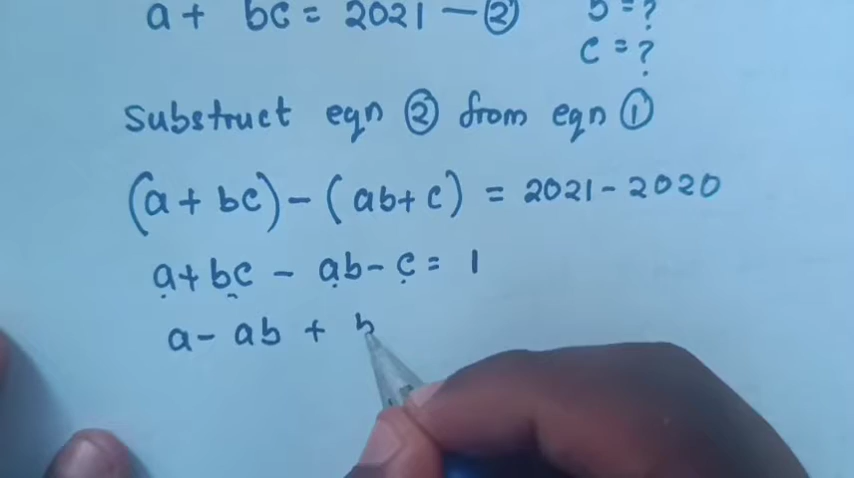 a + bc = 2021 — ② b = ?
c = ?
substruct eqn ② from eqn ①
(a + bc) - (ab + c) = 2021 - 2020
a + bc - ab - c = 1
a - ab + b